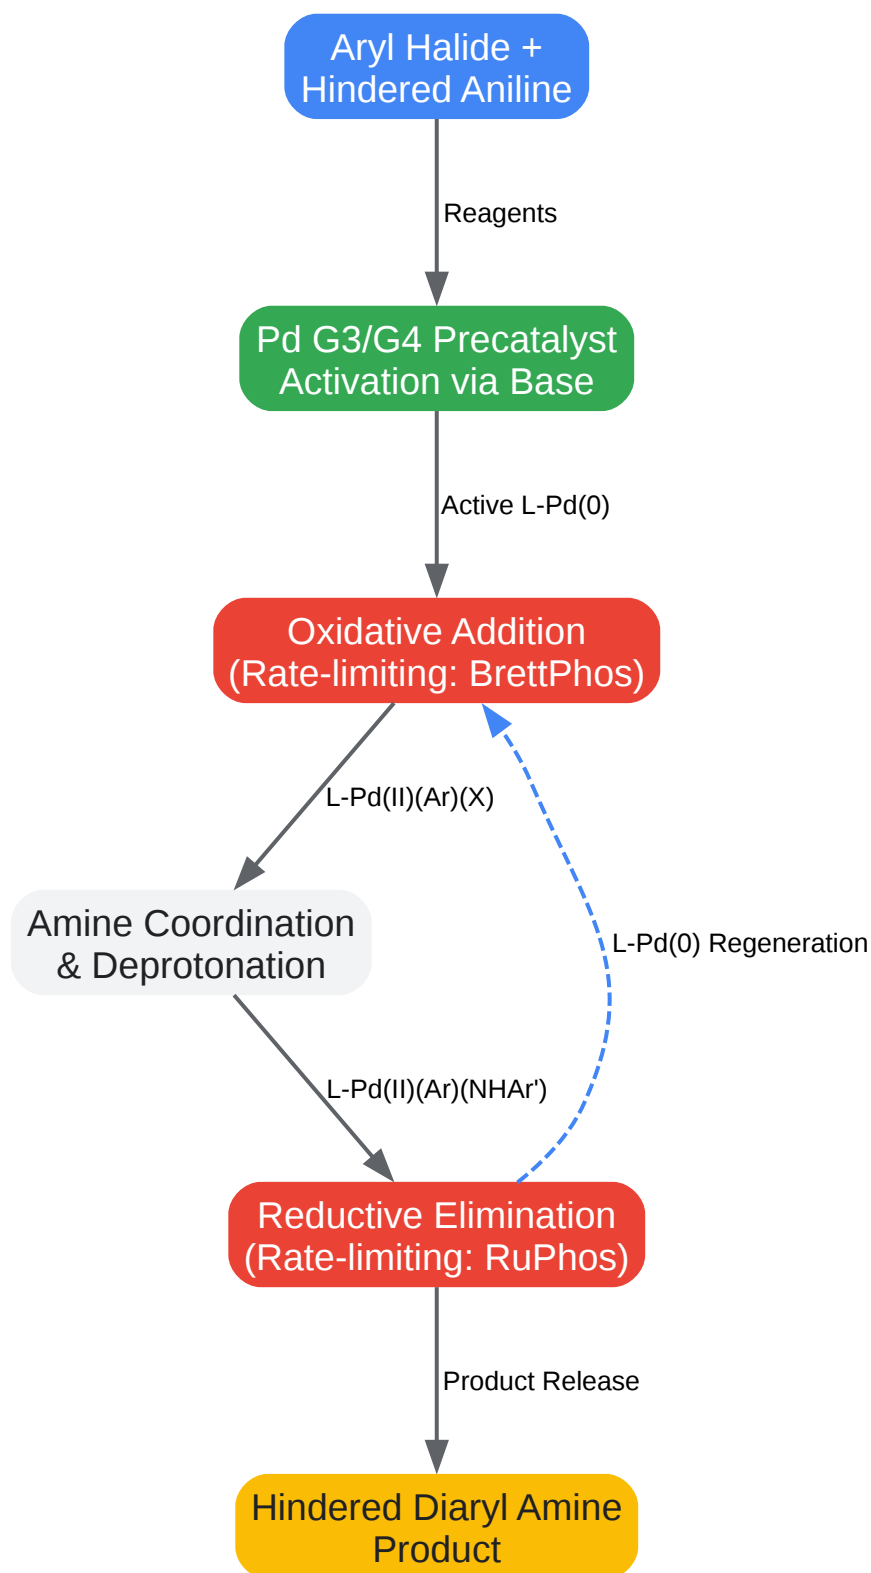 Aryl Halide +
Hindered Aniline
Reagents
Pd G3/G4 Precatalyst
Activation via Base
Active L-Pd(0)
Oxidative Addition
(Rate-limiting: BrettPhos)
L-Pd(II)(Ar)(X)
Amine Coordination
& Deprotonation
L-Pd(0) Regeneration
L-Pd(II)(Ar)(NHAr')
Reductive Elimination
(Rate-limiting: RuPhos)
Product Release
Hindered Diaryl Amine
Product